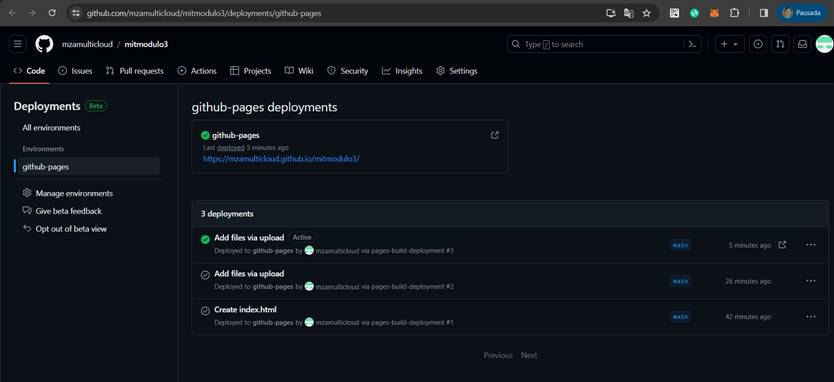 github.com/mzamulticloud/mitmodulo3/deployments/github-pages
Pausada
mzamulticloud / mitmodulo3
Type / to search
Code Issues Pull requests Actions Projects Wiki Security Insights Settings
Deployments Beta
All environments
Environments
github-pages
Manage environments
Give beta feedback
Opt out of beta view
github-pages deployments
github-pages
Last deployed 5 minutes ago
https://mzamulticloud.github.io/mitmodulo3/
3 deployments
Add files via upload Active
Deployed to github-pages by mzamulticloud via pages-build-deployment #3
main 5 minutes ago
Add files via upload
Deployed to github-pages by mzamulticloud via pages-build-deployment #2
main 26 minutes ago
Create index.html
Deployed to github-pages by mzamulticloud via pages-build-deployment #1
main 42 minutes ago
Previous Next